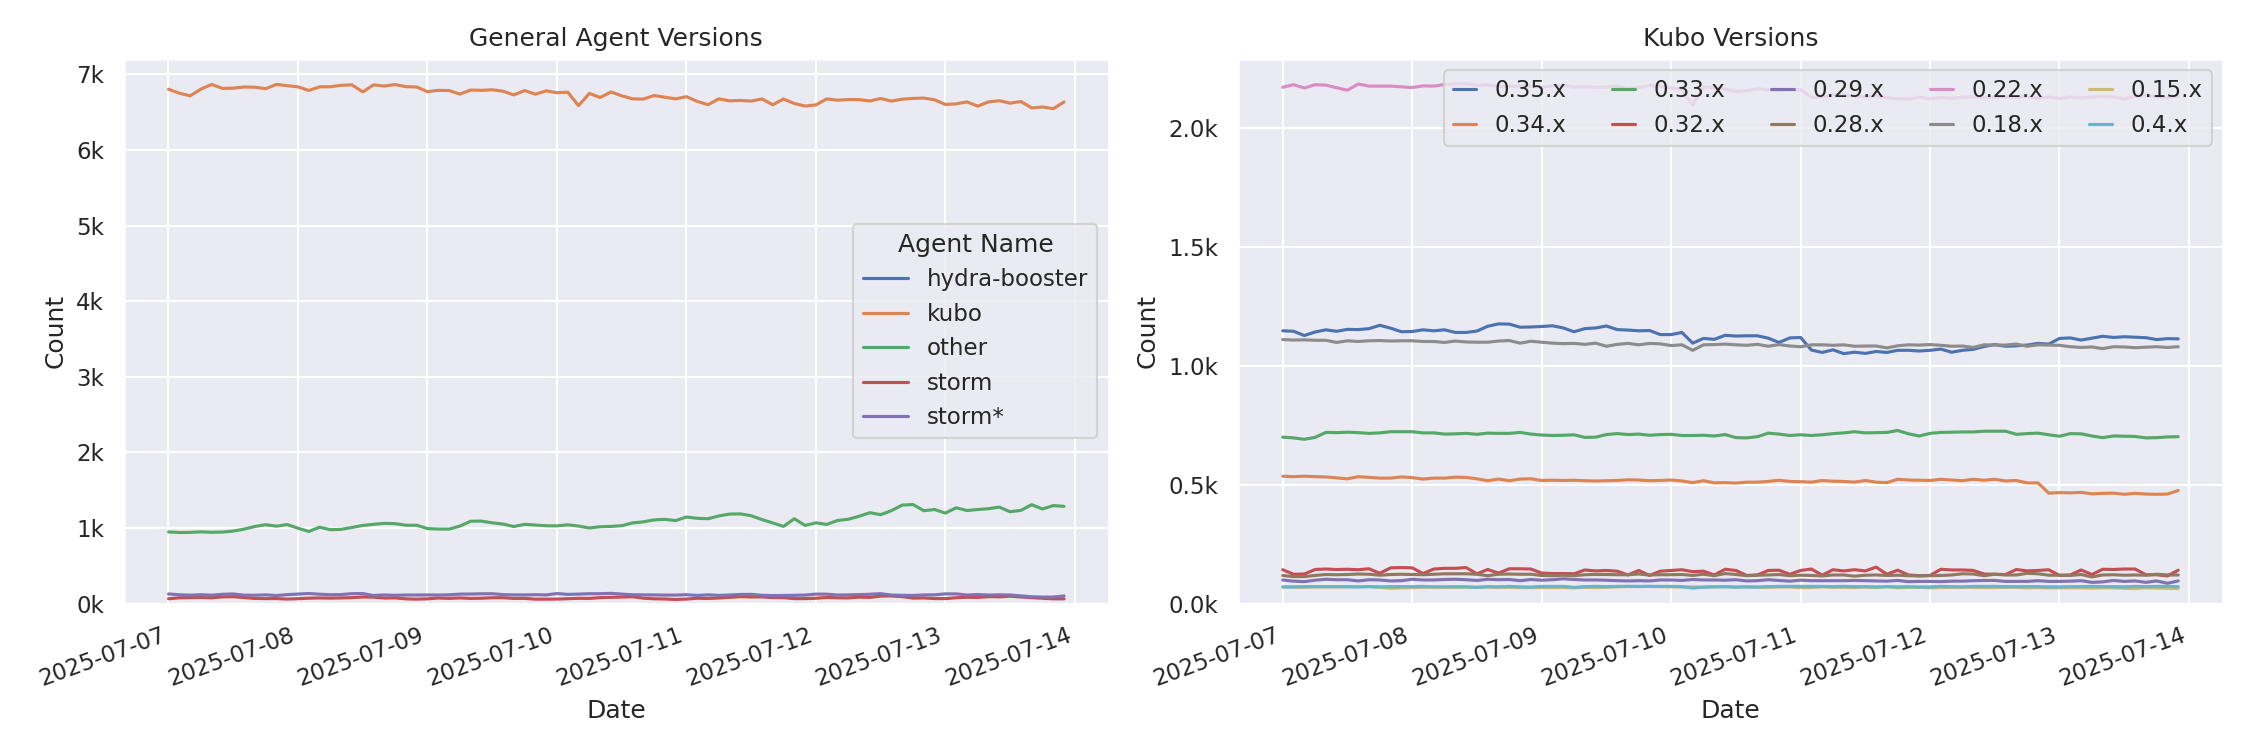 General Agent Versions
7k
6k
5k
4k
3k
2k
1k
0k
Count
Agent Name
hydra-booster
kubo
other
storm
storm*
2025-07-07
2025-07-08
2025-07-09
2025-07-10
2025-07-11
2025-07-12
2025-07-13
2025-07-14
Date
Kubo Versions
2.0k
1.5k
1.0k
0.5k
0.0k
Count
0.35.x 0.33.x 0.29.x 0.22.x 0.15.x
0.34.x 0.32.x 0.28.x 0.18.x 0.4.x
2025-07-07
2025-07-08
2025-07-09
2025-07-10
2025-07-11
2025-07-12
2025-07-13
2025-07-14
Date